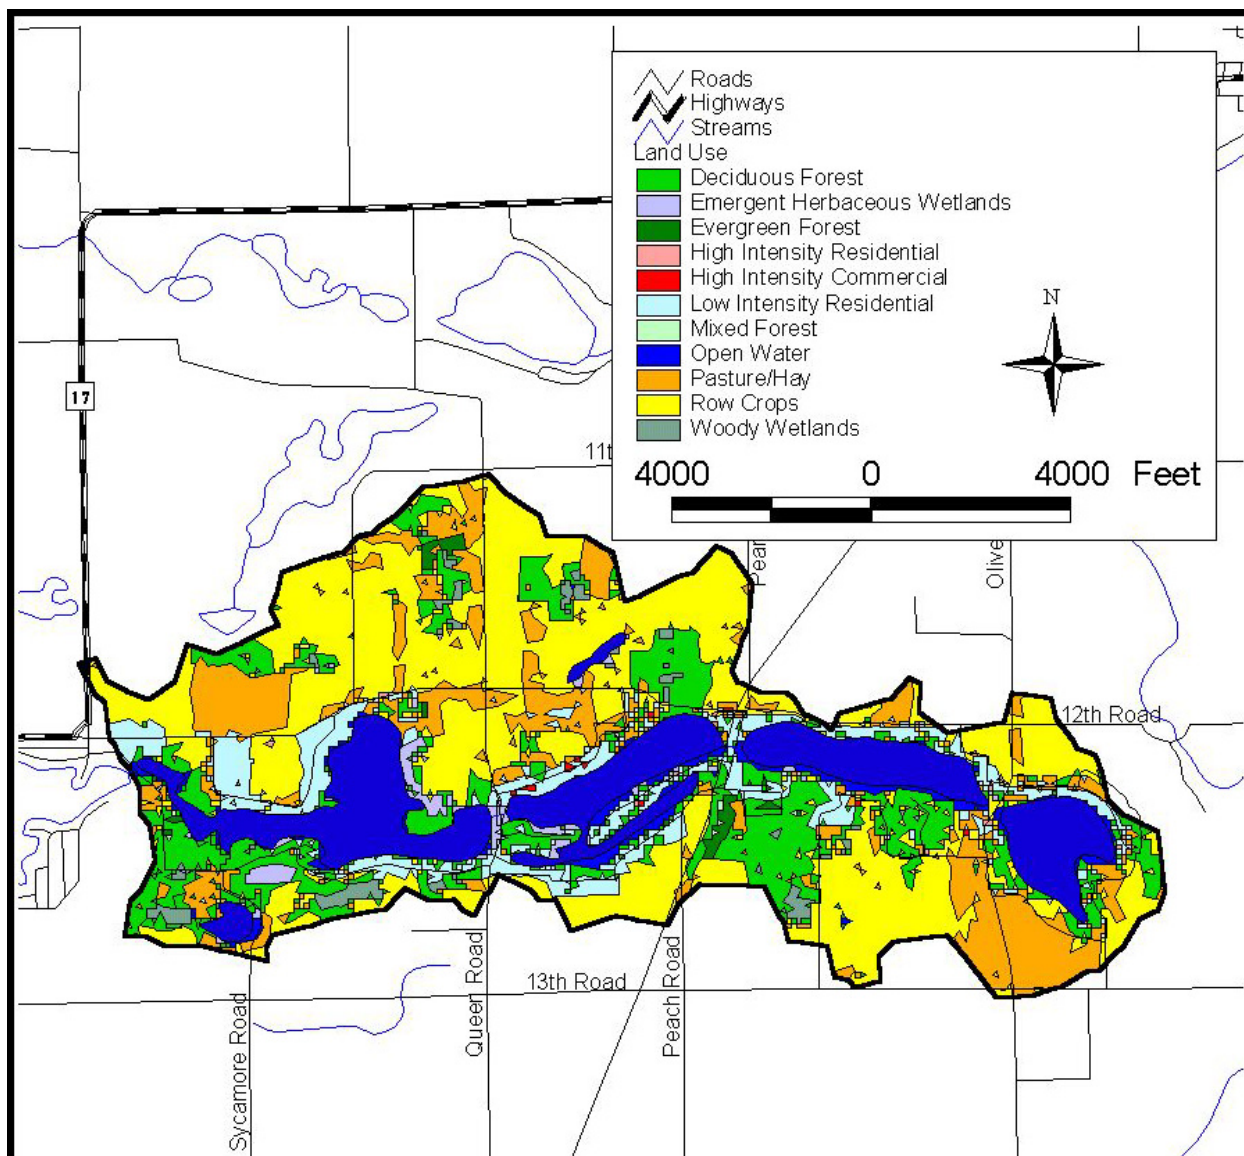 Roads
Highways
Streams
Land Use
Deciduous Forest
Emergent Herbaceous Wetlands
Evergreen Forest
High Intensity Residential
High Intensity Commercial
Low Intensity Residential
Mixed Forest
Open Water
Pasture/Hay
Row Crops
Woody Wetlands
N
4000 0 4000 Feet
17
11t
Pear
Olive
12th Road
13th Road
Sycamore Road
Queen Road
Peach Road